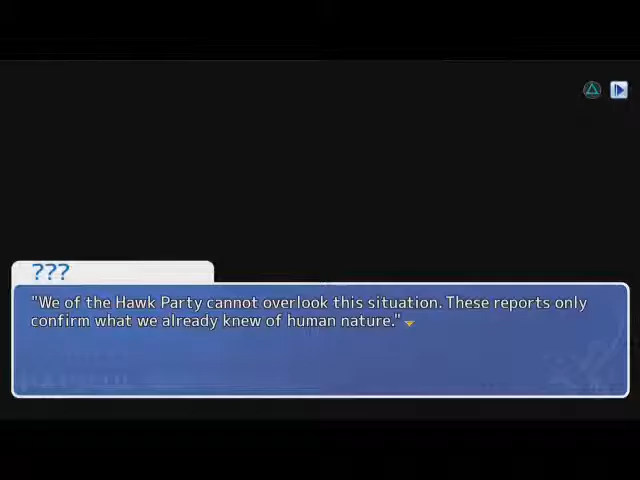 ???
"We of the Hawk Party cannot overlook this situation. These reports only
confirm what we already knew of human nature."